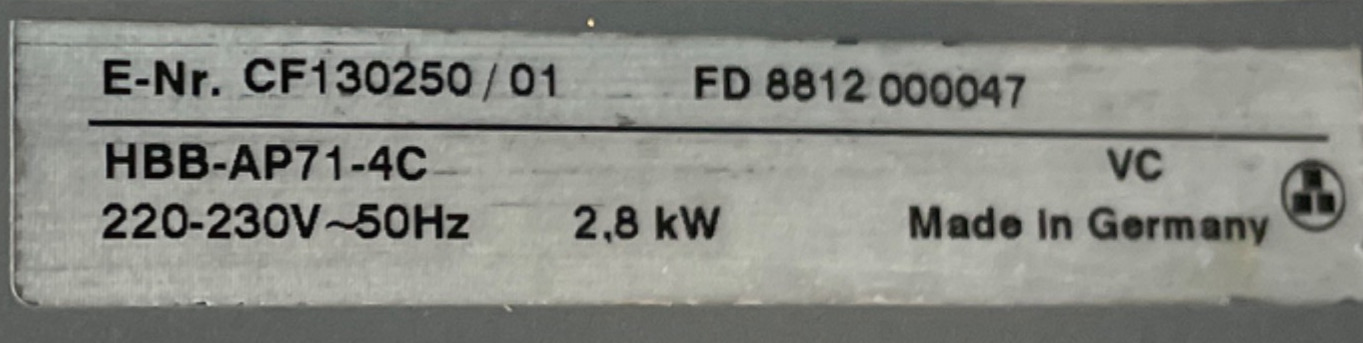 E-Nr. CF130250 / 01 FD 8812 000047
HBB-AP71-4C VC
220-230V~50Hz 2,8 kW Made in Germany